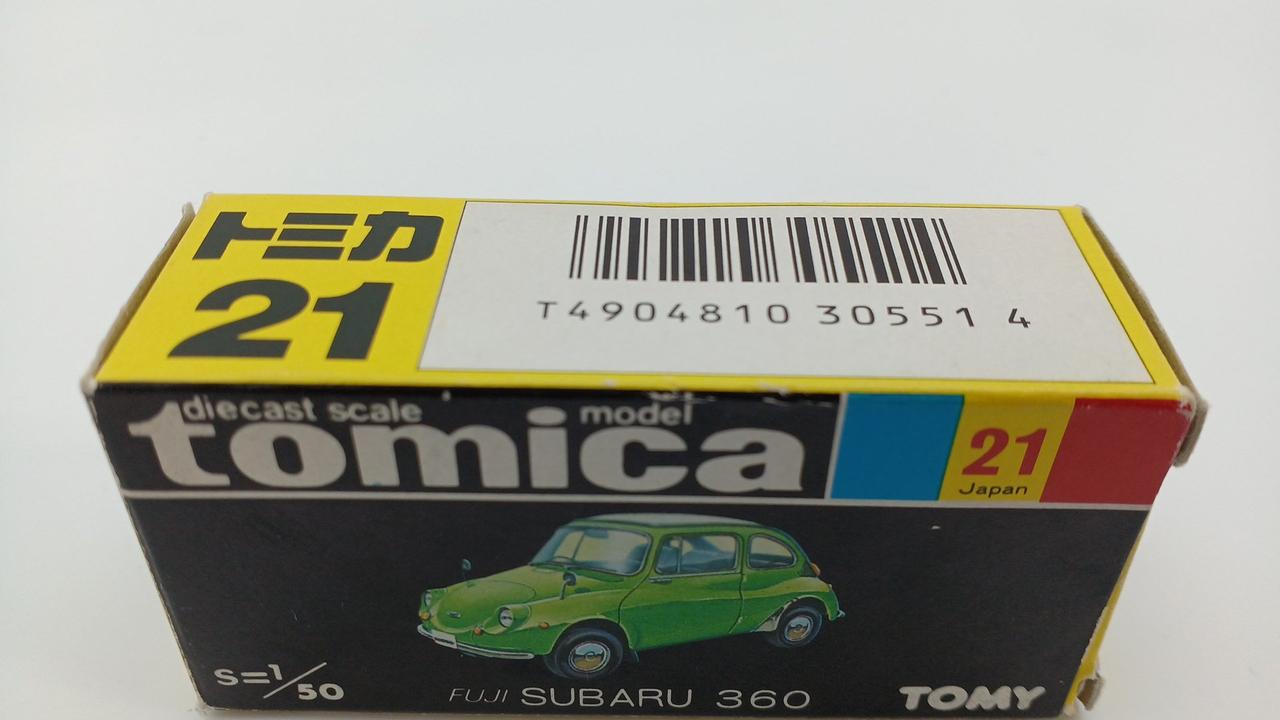 トミカ
21
T4904810 30551 4
diecast scale model
tomica
21
Japan
S=1/50
FUJI SUBARU 360
TOMY